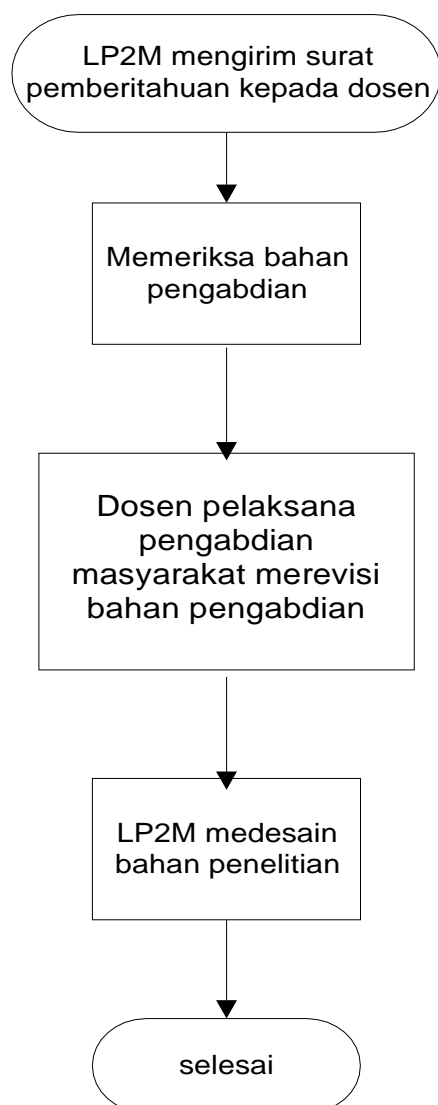 LP2M mengirim surat
pemberitahuan kepada dosen
Memeriksa bahan
pengabdian
Dosen pelaksana
pengabdian
masyarakat merevisi
bahan pengabdian
LP2M medesain
bahan penelitian
selesai